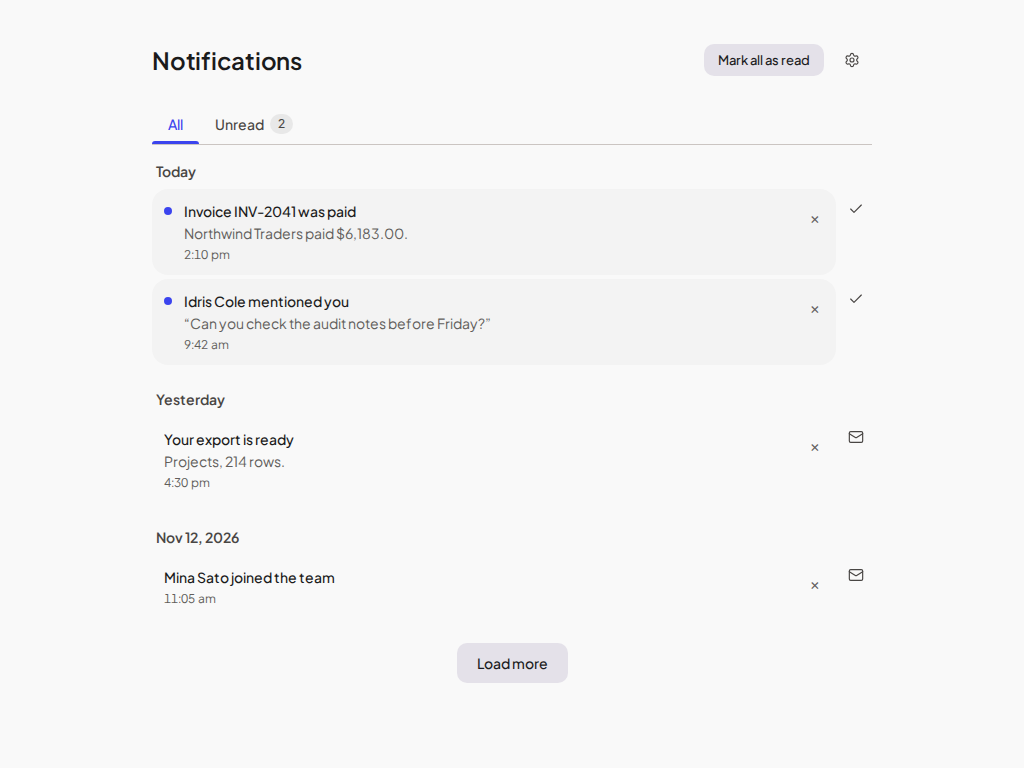 Notifications
Mark all as read
All
Unread 2
Today
Invoice INV-2041 was paid
Northwind Traders paid $6,183.00.
2:10 pm
Idris Cole mentioned you
“Can you check the audit notes before Friday?”
9:42 am
Yesterday
Your export is ready
Projects, 214 rows.
4:30 pm
Nov 12, 2026
Mina Sato joined the team
11:05 am
Load more